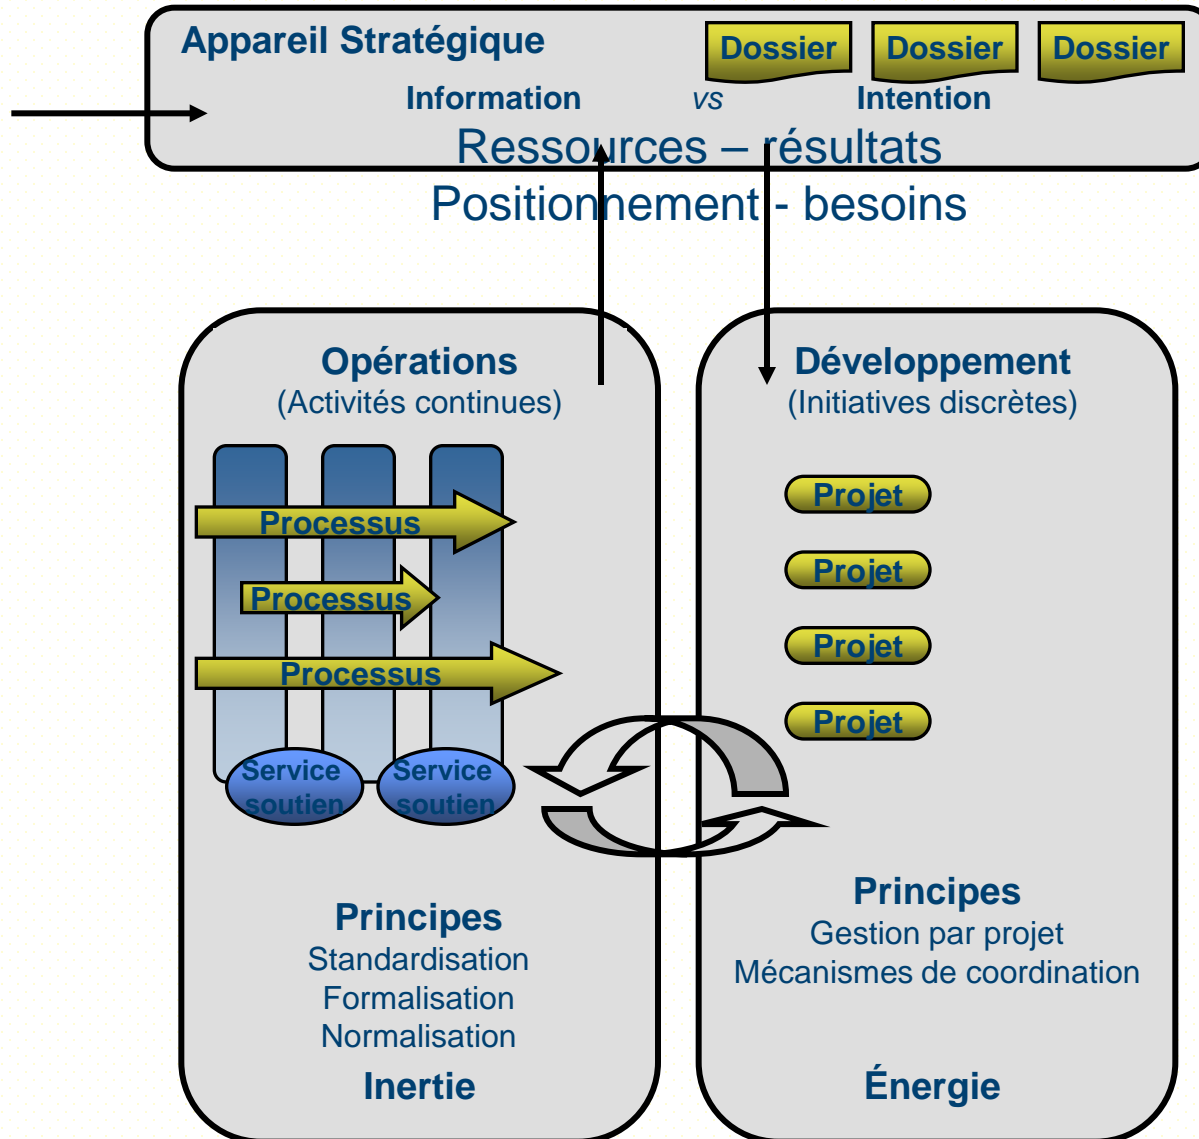 Appareil Stratégique
Dossier
Dossier
Dossier
Information vs Intention
Ressources – résultats
Positionnement - besoins
Opérations
(Activités continues)
Processus
Processus
Processus
Service
soutien
Service
soutien
Principes
Standardisation
Formalisation
Normalisation
Inertie
Développement
(Initiatives discrètes)
Projet
Projet
Projet
Projet
Principes
Gestion par projet
Mécanismes de coordination
Énergie